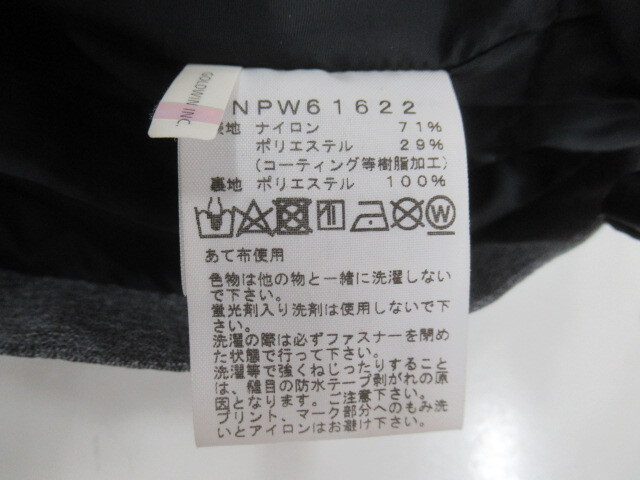 GOLDWIN INC.
NPW61622
表地 ナイロン 71%
ポリエステル 29%
(コーティング等樹脂加工)
裏地 ポリエステル 100%
W
あて布使用
色物は他の物と一緒に洗濯しない
で下さい。
蛍光剤入り洗剤は使用しないで下
さい。
洗濯の際は必ずファスナーを閉め
た状態で行って下さい。
洗濯等で強くねじったりすること
は、縫目の防水テープ剥がれの原
因となります。ご注意下さい。
プリント、マーク部分へのもみ洗
いとアイロンはお避け下さい。